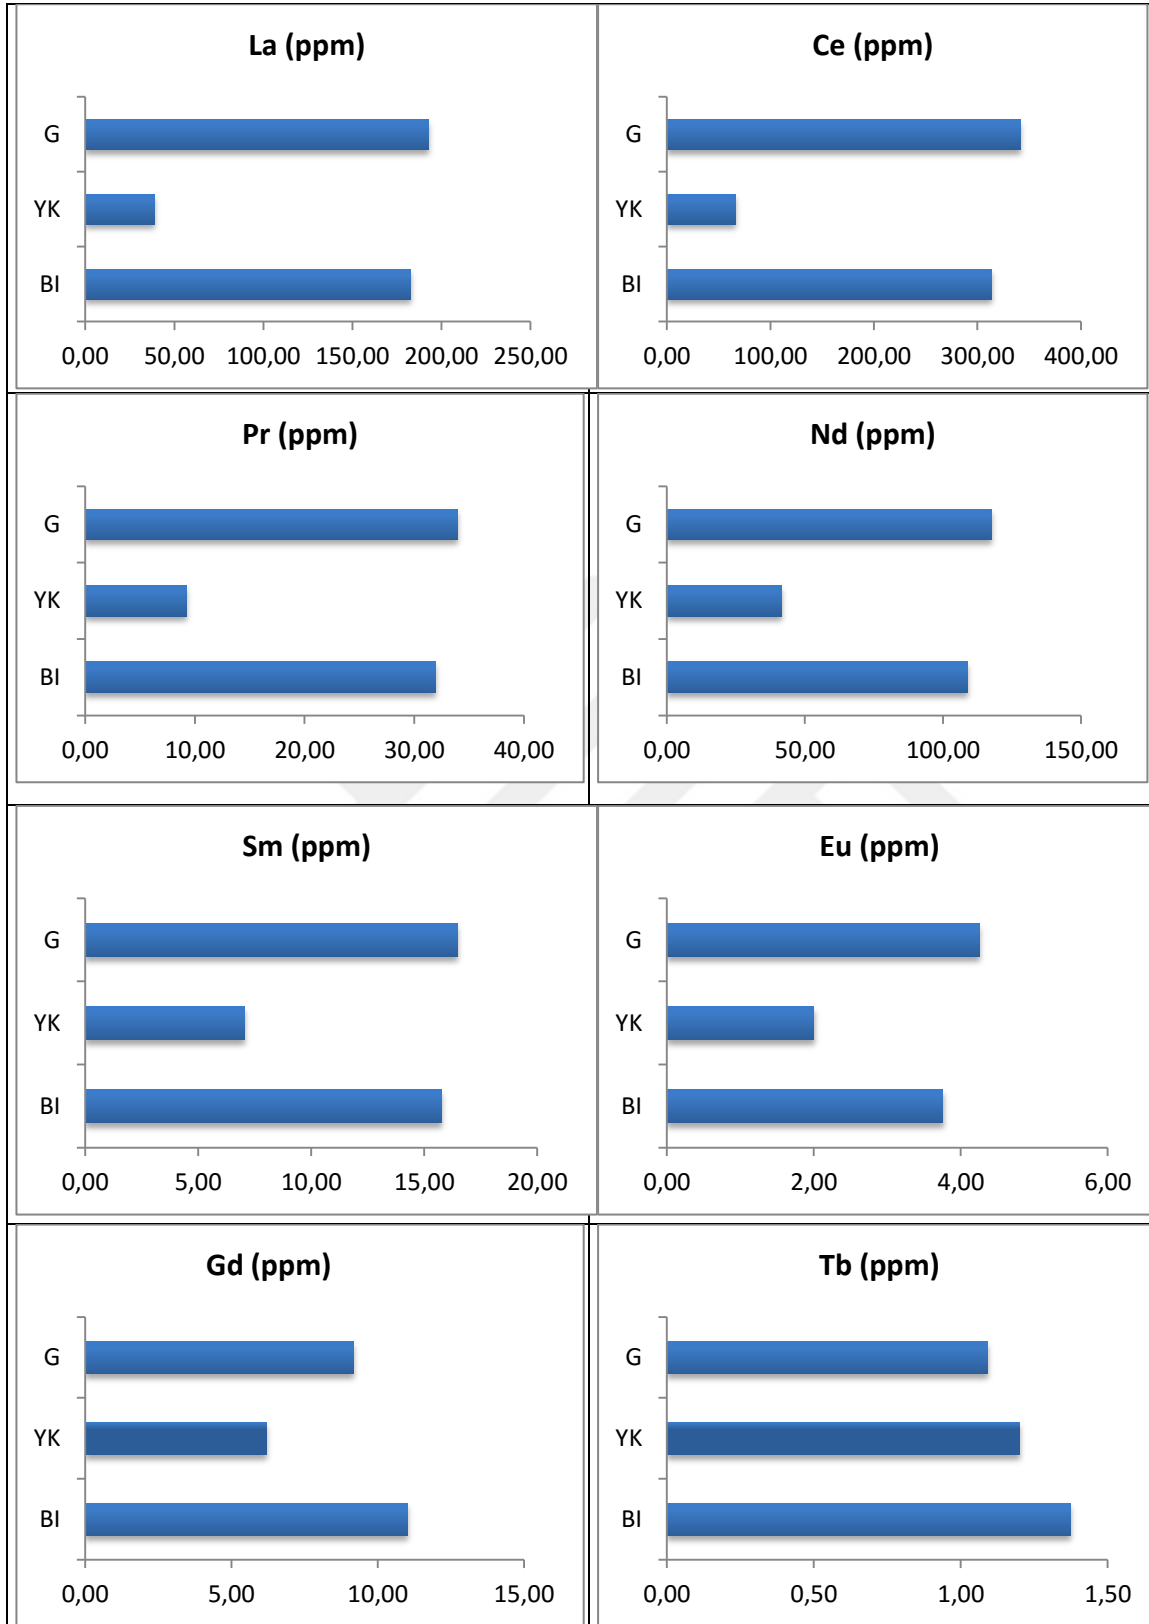 La (ppm)
G
YK
BI
0,00 50,00 100,00 150,00 200,00 250,00
Ce (ppm)
G
YK
BI
0,00 100,00 200,00 300,00 400,00
Pr (ppm)
G
YK
BI
0,00 10,00 20,00 30,00 40,00
Nd (ppm)
G
YK
BI
0,00 50,00 100,00 150,00
Sm (ppm)
G
YK
BI
0,00 5,00 10,00 15,00 20,00
Eu (ppm)
G
YK
BI
0,00 2,00 4,00 6,00
Gd (ppm)
G
YK
BI
0,00 5,00 10,00 15,00
Tb (ppm)
G
YK
BI
0,00 0,50 1,00 1,50